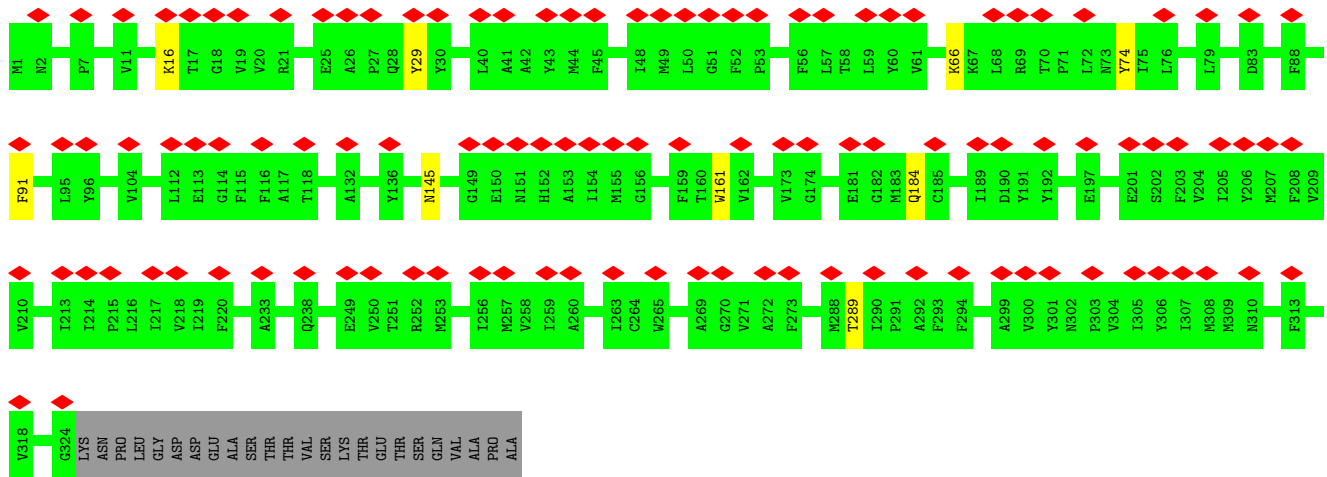 M1 N2 P7 V11 K16 T17 G18 V19 V20 R21 E25 A26 P27 Q28 Y29 Y30 L40 A41 A42 Y43 M44 F45 I48 M49 L50 G51 F52 P53 F56 L57 T58 L59 Y60 V61 K66 K67 L68 R69 T70 P71 L72 N73 Y74 I75 L76 L79 D83 F88
F91 L95 Y96 V104 L112 E113 G114 F115 F116 A117 T118 A132 Y136 N145 G149 E150 N151 H152 A153 I154 M155 G156 F159 T160 W161 V162 V173 G174 E181 G182 M183 Q184 C185 I189 D190 Y191 Y192 E197 E201 S202 F203 V204 I205 Y206 M207 F208 V209
V210 I213 I214 P215 L216 I217 V218 I219 F220 A233 Q238 E249 V250 T251 R252 M253 I256 M257 V258 I259 A260 I263 C264 W265 A269 G270 V271 A272 F273 M288 T289 I290 P291 A292 F293 F294 A299 V300 Y301 N302 P303 V304 I305 Y306 I307 M308 M309 N310 F313
V318 G324 LYS ASN PRO LEU GLY ASP ASP GLU ALA SER THR THR VAL SER LYS THR GLU THR SER GLN VAL ALA PRO ALA